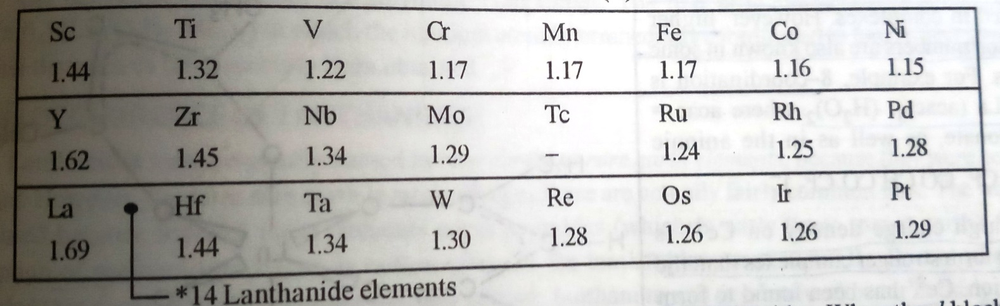 Sc Ti V Cr Mn Fe Co Ni
1.44 1.32 1.22 1.17 1.17 1.17 1.16 1.15
Y Zr Nb Mo Tc Ru Rh Pd
1.62 1.45 1.34 1.29 – 1.24 1.25 1.28
La Hf Ta W Re Os Ir Pt
1.69 1.44 1.34 1.30 1.28 1.26 1.26 1.29
*14 Lanthanide elements